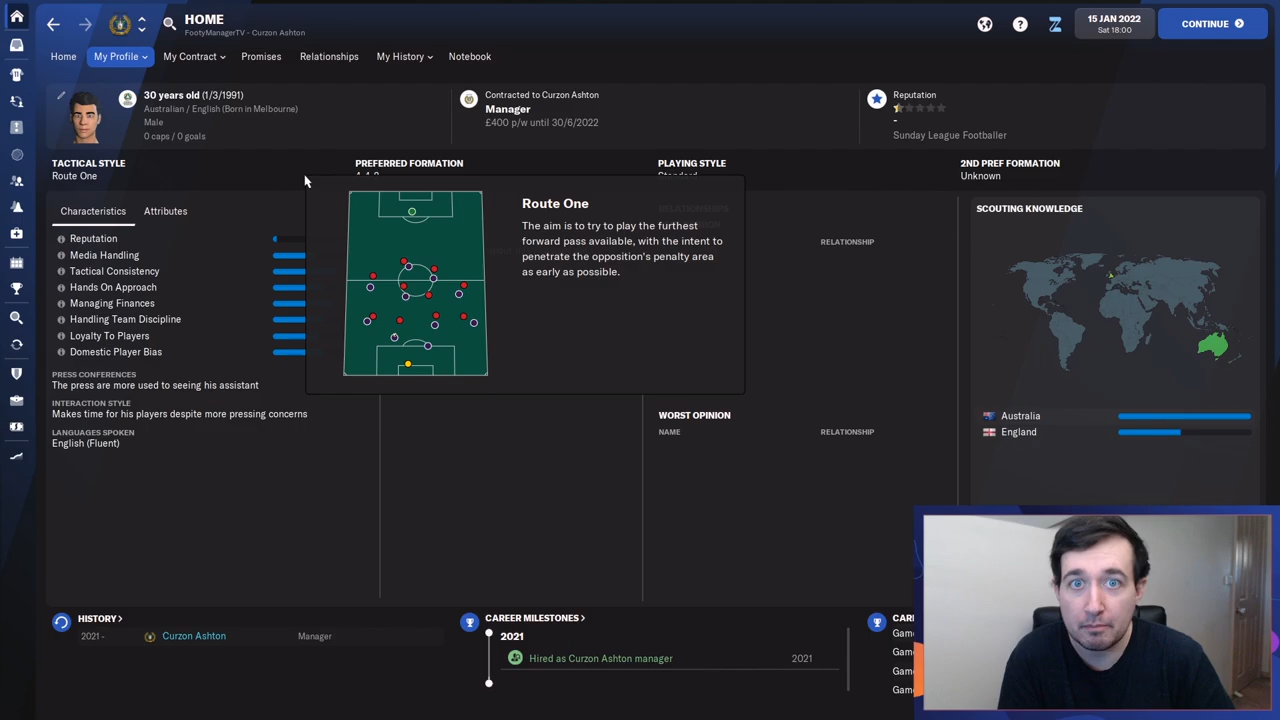 HOME
FootyManagerTV - Curzon Ashton
15 JAN 2022
Sat 18:00
CONTINUE
Home
My Profile
My Contract
Promises
Relationships
My History
Notebook
30 years old (1/3/1991)
Australian / English (Born in Melbourne)
Male
0 caps / 0 goals
Contracted to Curzon Ashton
Manager
£400 p/w until 30/6/2022
Reputation
-
Sunday League Footballer
TACTICAL STYLE
Route One
PREFERRED FORMATION
PLAYING STYLE
Standard
2ND PREF FORMATION
Unknown
Characteristics
Attributes
Reputation
Media Handling
Tactical Consistency
Hands On Approach
Managing Finances
Handling Team Discipline
Loyalty To Players
Domestic Player Bias
PRESS CONFERENCES
The press are more used to seeing his assistant
INTERACTION STYLE
Makes time for his players despite more pressing concerns
LANGUAGES SPOKEN
English (Fluent)
Route One
The aim is to try to play the furthest
forward pass available, with the intent to
penetrate the opposition's penalty area
as early as possible.
RELATIONSHIPS
RELATIONSHIP
WORST OPINION
NAME
RELATIONSHIP
SCOUTING KNOWLEDGE
Australia
England
HISTORY
2021 -
Curzon Ashton
Manager
CAREER MILESTONES
2021
Hired as Curzon Ashton manager
2021
Game
Game
Game